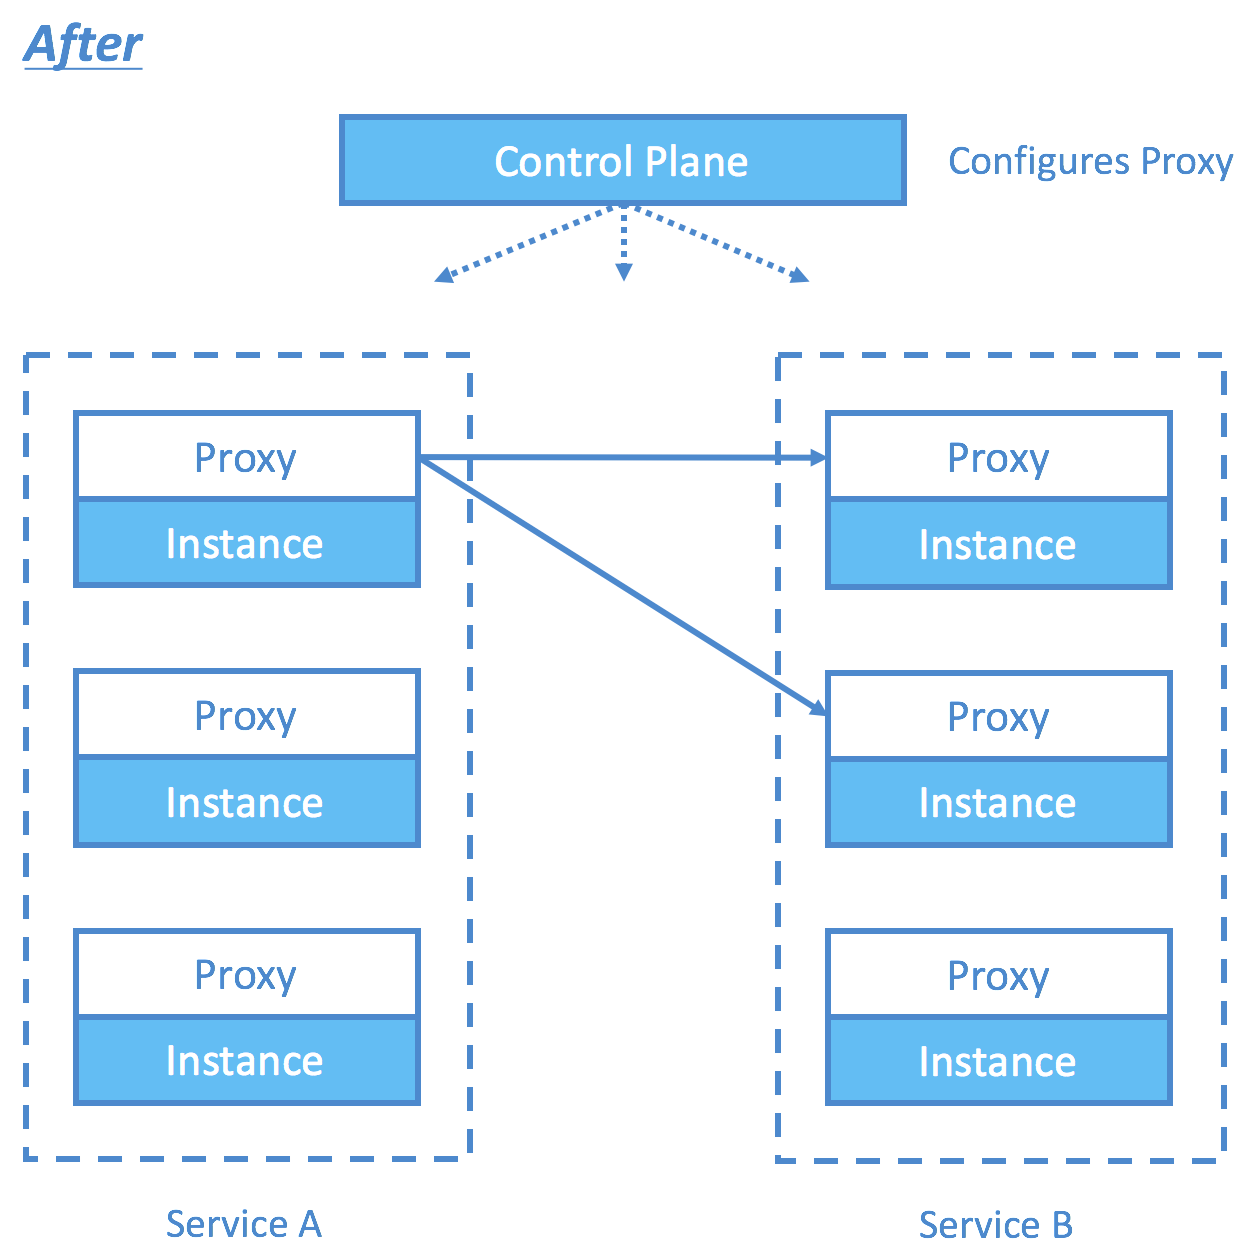 After
Control Plane
Configures Proxy
Proxy
Instance
Proxy
Instance
Proxy
Instance
Service A
Proxy
Instance
Proxy
Instance
Proxy
Instance
Service B